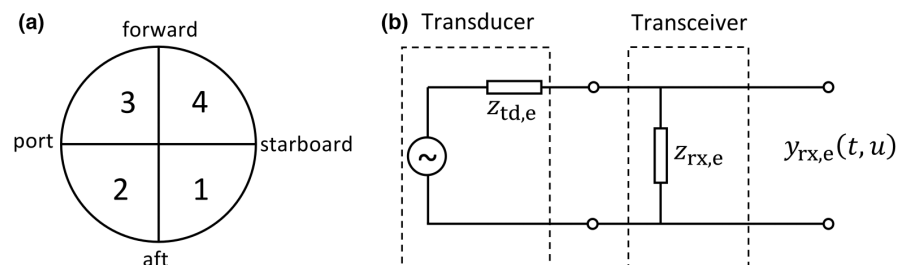 (a)
forward
3 4
port
starboard
2 1
aft
(b)
Transducer
Transceiver
z_td,e
~
z_rx,e
y_rx,e(t, u)